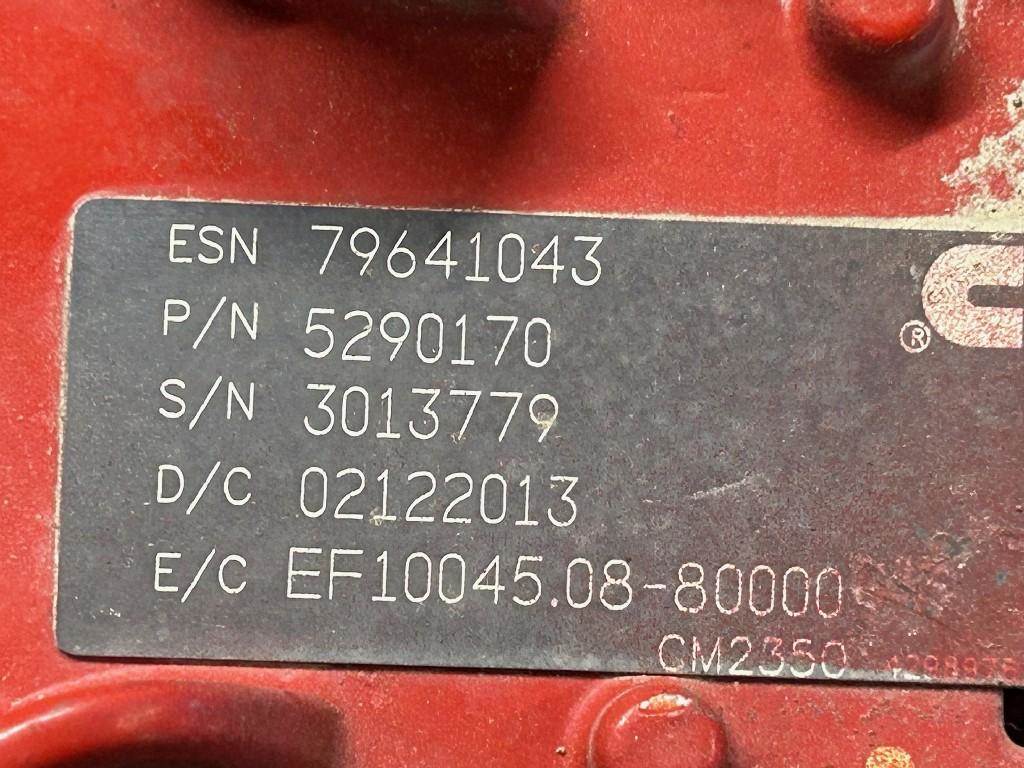 ESN 79641043
P/N 5290170
®
S/N 3013779
D/C 02122013
E/C EF10045.08-80000
CM2350